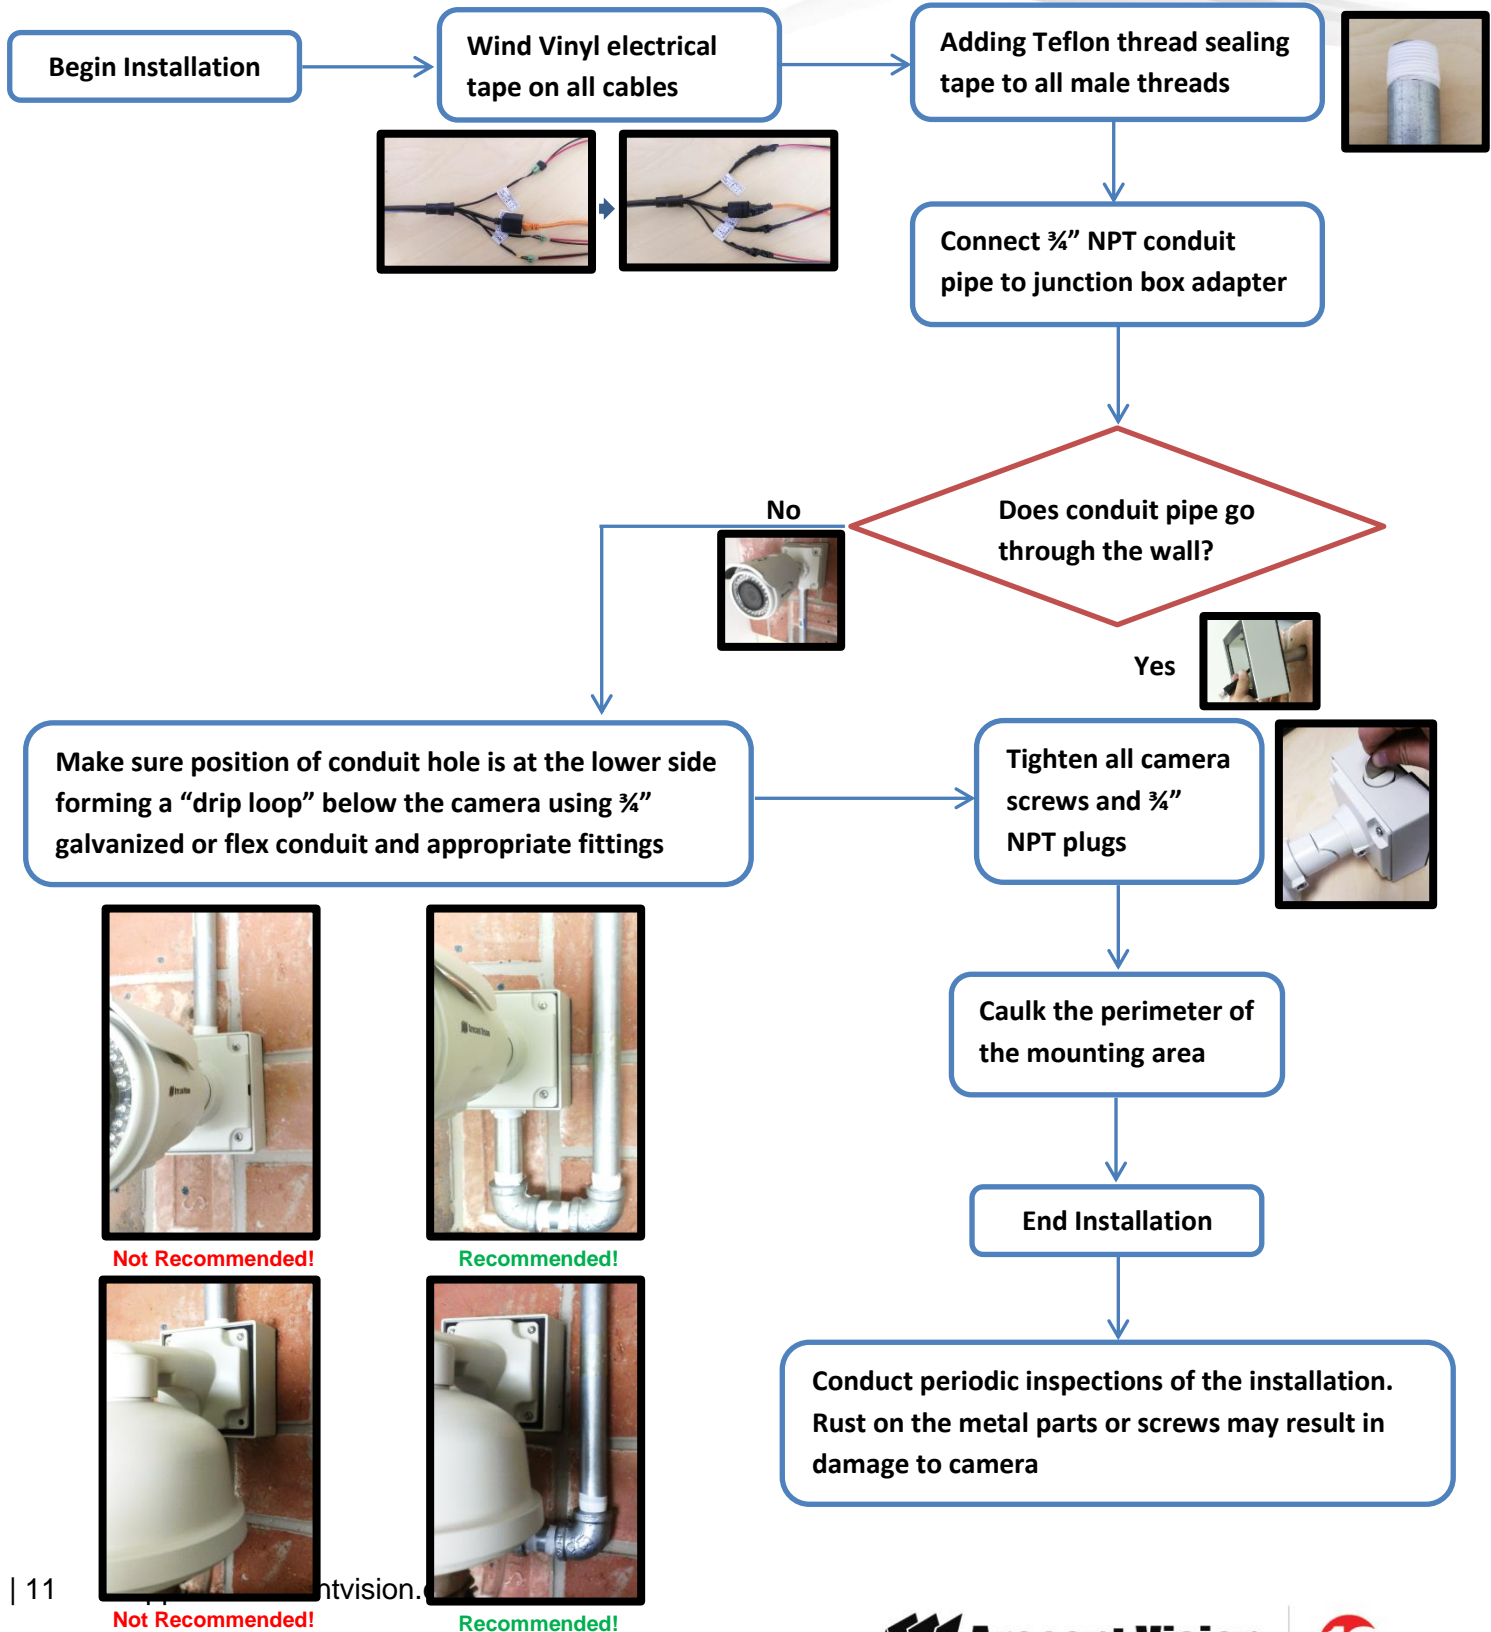 Begin Installation
Wind Vinyl electrical
tape on all cables
Adding Teflon thread sealing
tape to all male threads
Connect ¾” NPT conduit
pipe to junction box adapter
Does conduit pipe go
through the wall?
No
Yes
Make sure position of conduit hole is at the lower side
forming a “drip loop” below the camera using ¾”
galvanized or flex conduit and appropriate fittings
Tighten all camera
screws and ¾”
NPT plugs
Caulk the perimeter of
the mounting area
End Installation
Conduct periodic inspections of the installation.
Rust on the metal parts or screws may result in
damage to camera
Not Recommended!
Recommended!
Not Recommended!
Recommended!
| 11